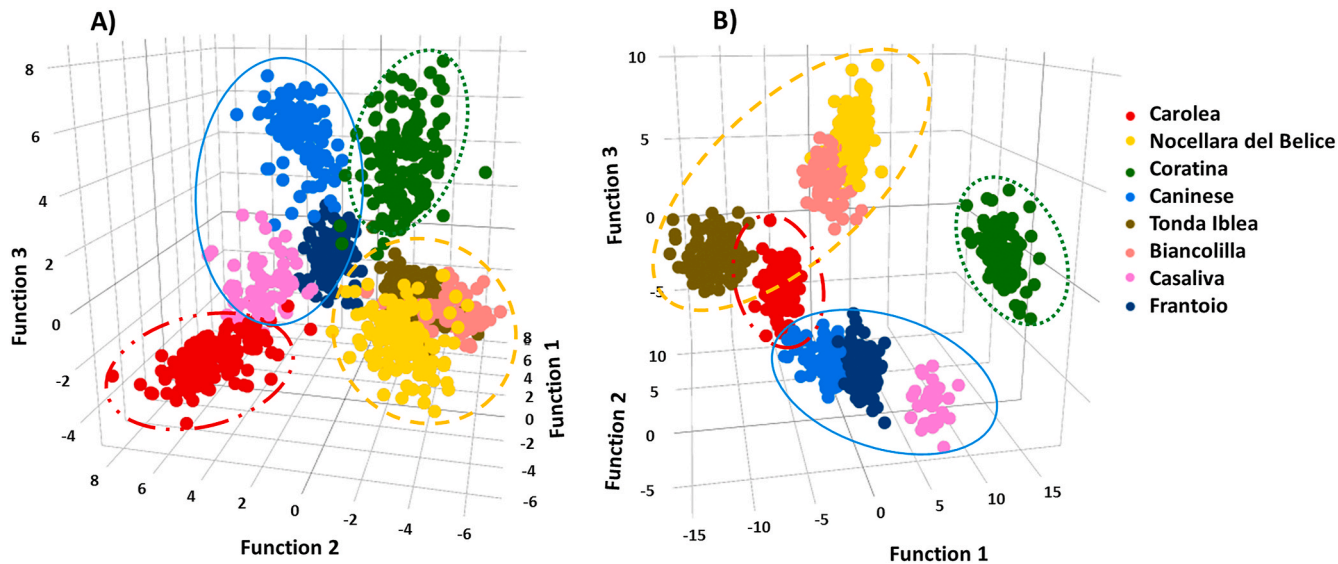 A)
8
6
4
2
0
-2
-4
Function 3
8
6
4
2
0
-2
-4
-6
Function 2
8
6
4
2
0
-2
-4
-6
Function 1
B)
10
5
0
-5
Function 3
10
5
0
-5
Function 2
-15
-10
-5
0
5
10
15
Function 1
Carolea
Nocellara del Belice
Coratina
Caninese
Tonda Iblea
Biancolilla
Casaliva
Frantoio